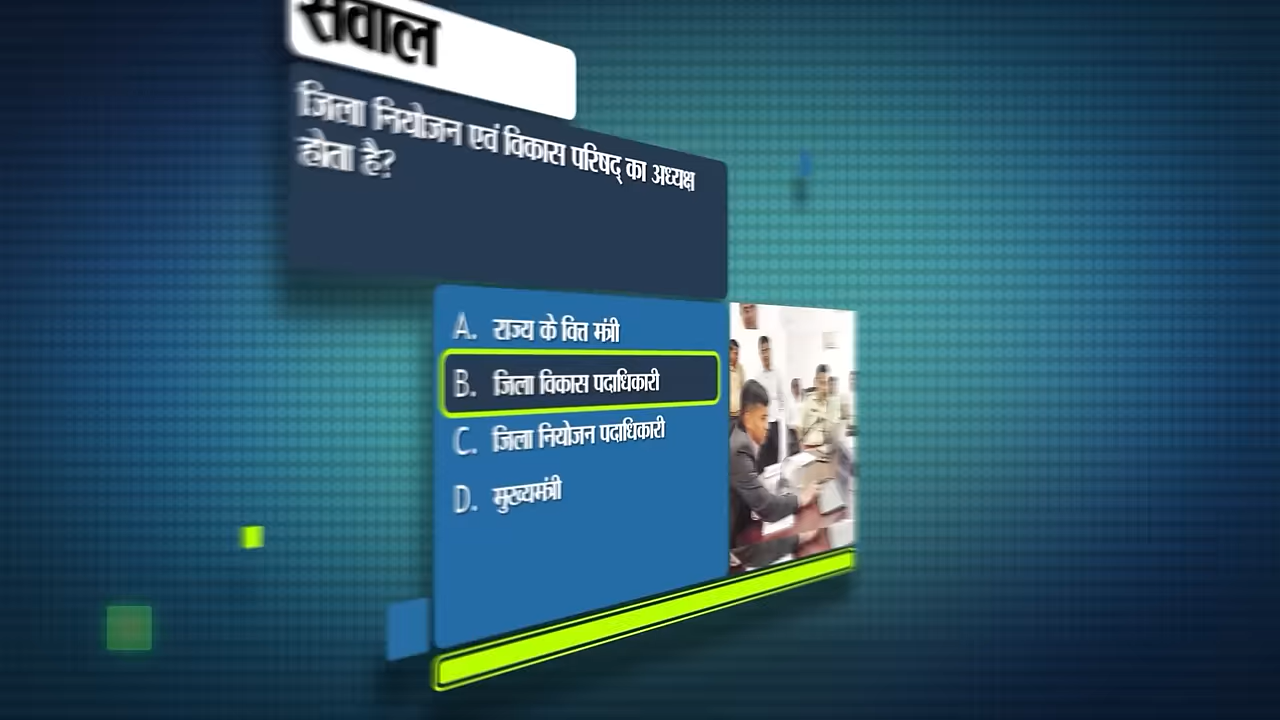 सवाल
जिला नियोजन एवं विकास परिषद् का अध्यक्ष
होता है?
A. राज्य के वित्त मंत्री
B. जिला विकास पदाधिकारी
C. जिला नियोजन पदाधिकारी
D. मुख्यमंत्री